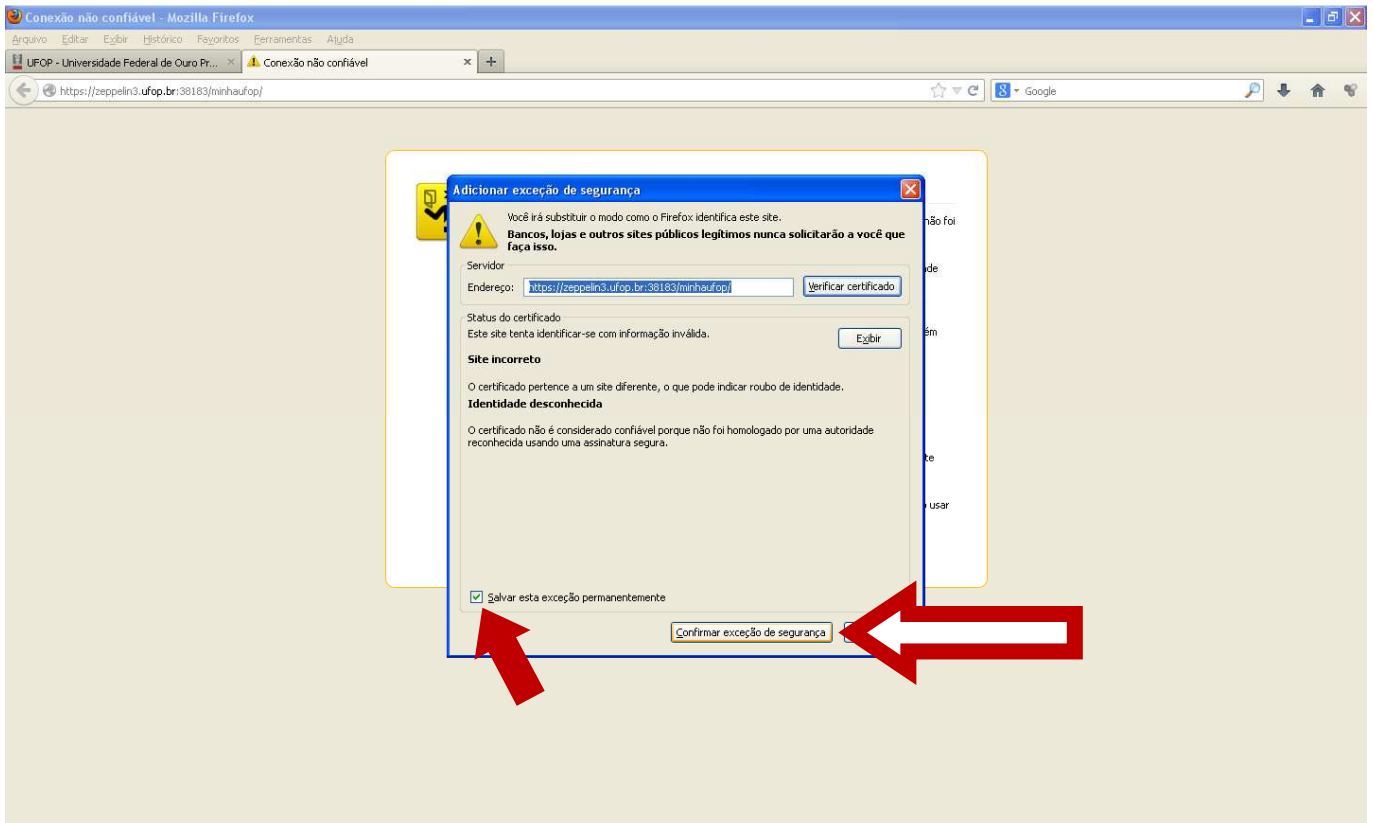 Conexão não confiável - Mozilla Firefox
Arquivo Editar Exibir Histórico Favoritos Ferramentas Ajuda
UFOP - Universidade Federal de Ouro Pr... Conexão não confiável
https://zeppelin3.ufop.br:38183/minhaufop/ Google
Adicionar exceção de segurança
Você irá substituir o modo como o Firefox identifica este site.
Bancos, lojas e outros sites públicos legítimos nunca solicitarão a você que
faça isso.
não foi
Servidor
Endereço: https://zeppelin3.ufop.br:38183/minhaufop/ Verificar certificado
Status do certificado
Este site tenta identificar-se com informação inválida.
Exibir
Site incorreto
O certificado pertence a um site diferente, o que pode indicar roubo de identidade.
Identidade desconhecida
O certificado não é considerado confiável porque não foi homologado por uma autoridade
reconhecida usando uma assinatura segura.
usar
Salvar esta exceção permanentemente
Confirmar exceção de segurança